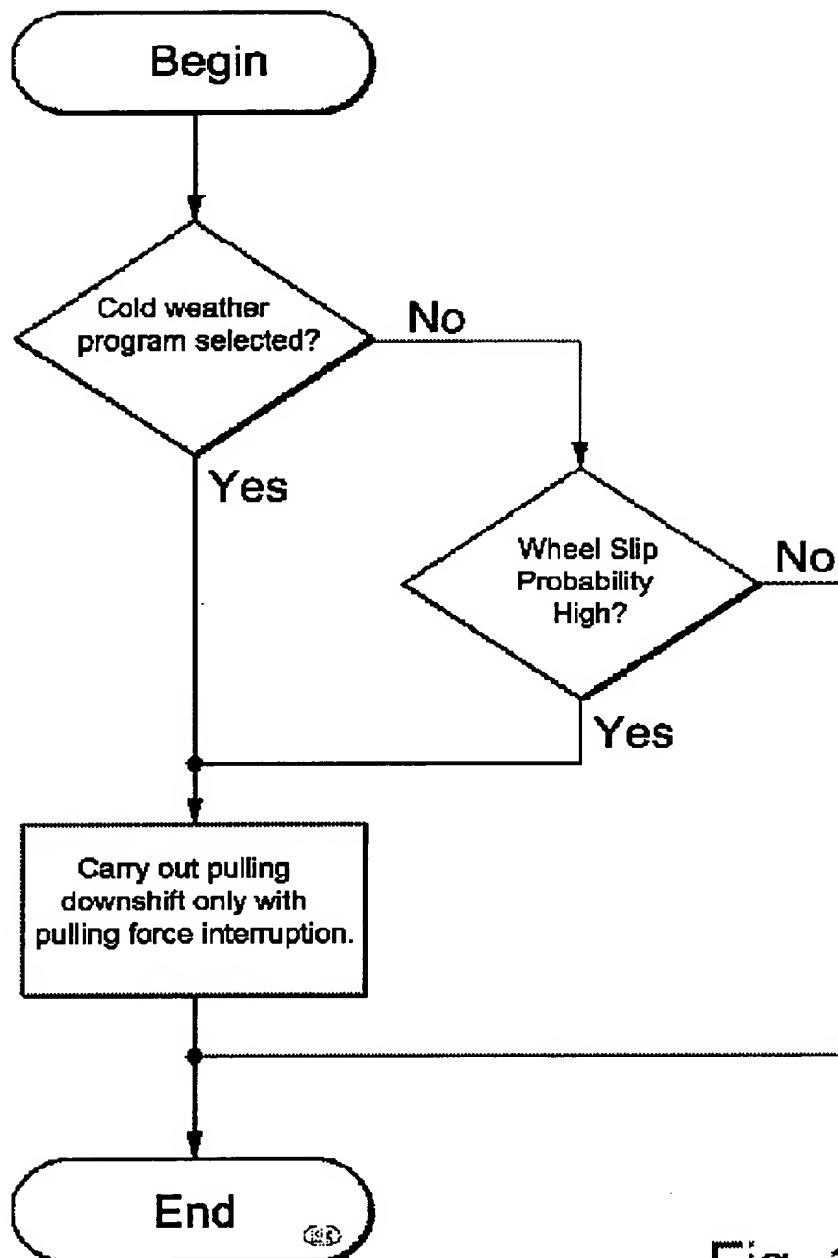 Begin
Cold weather
program selected?
No
Yes
Wheel Slip
Probability
High?
No
Yes
Carry out pulling
downshift only with
pulling force interruption.
End